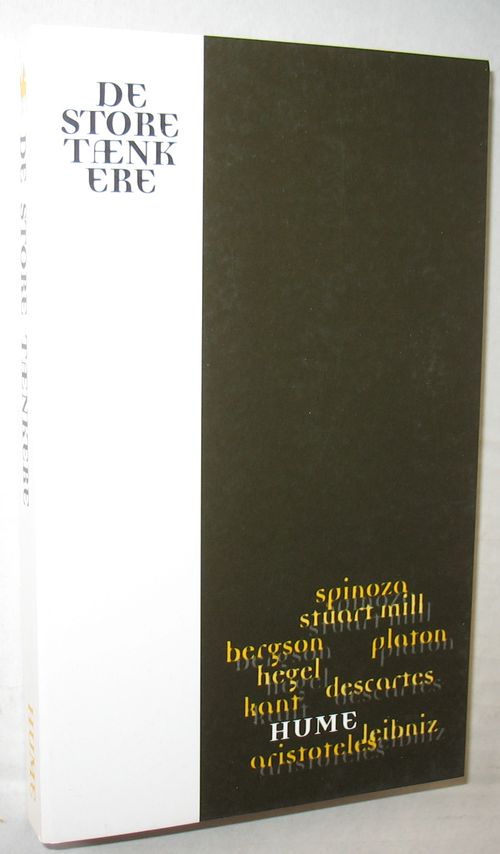 DE
STORE
TÆNK
ERE
DE STORE TÆNKERE
HUME
spinoza
stuart mill
bergson platon
hegel
descartes
kant
HUME
leibniz
aristoteles